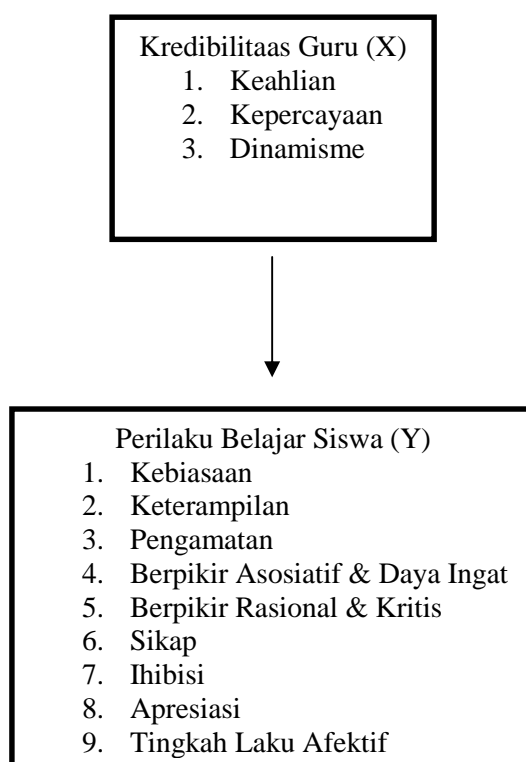 Kredibilitaas Guru (X)
1. Keahlian
2. Kepercayaan
3. Dinamisme
Perilaku Belajar Siswa (Y)
1. Kebiasaan
2. Keterampilan
3. Pengamatan
4. Berpikir Asosiatif & Daya Ingat
5. Berpikir Rasional & Kritis
6. Sikap
7. Ihibisi
8. Apresiasi
9. Tingkah Laku Afektif